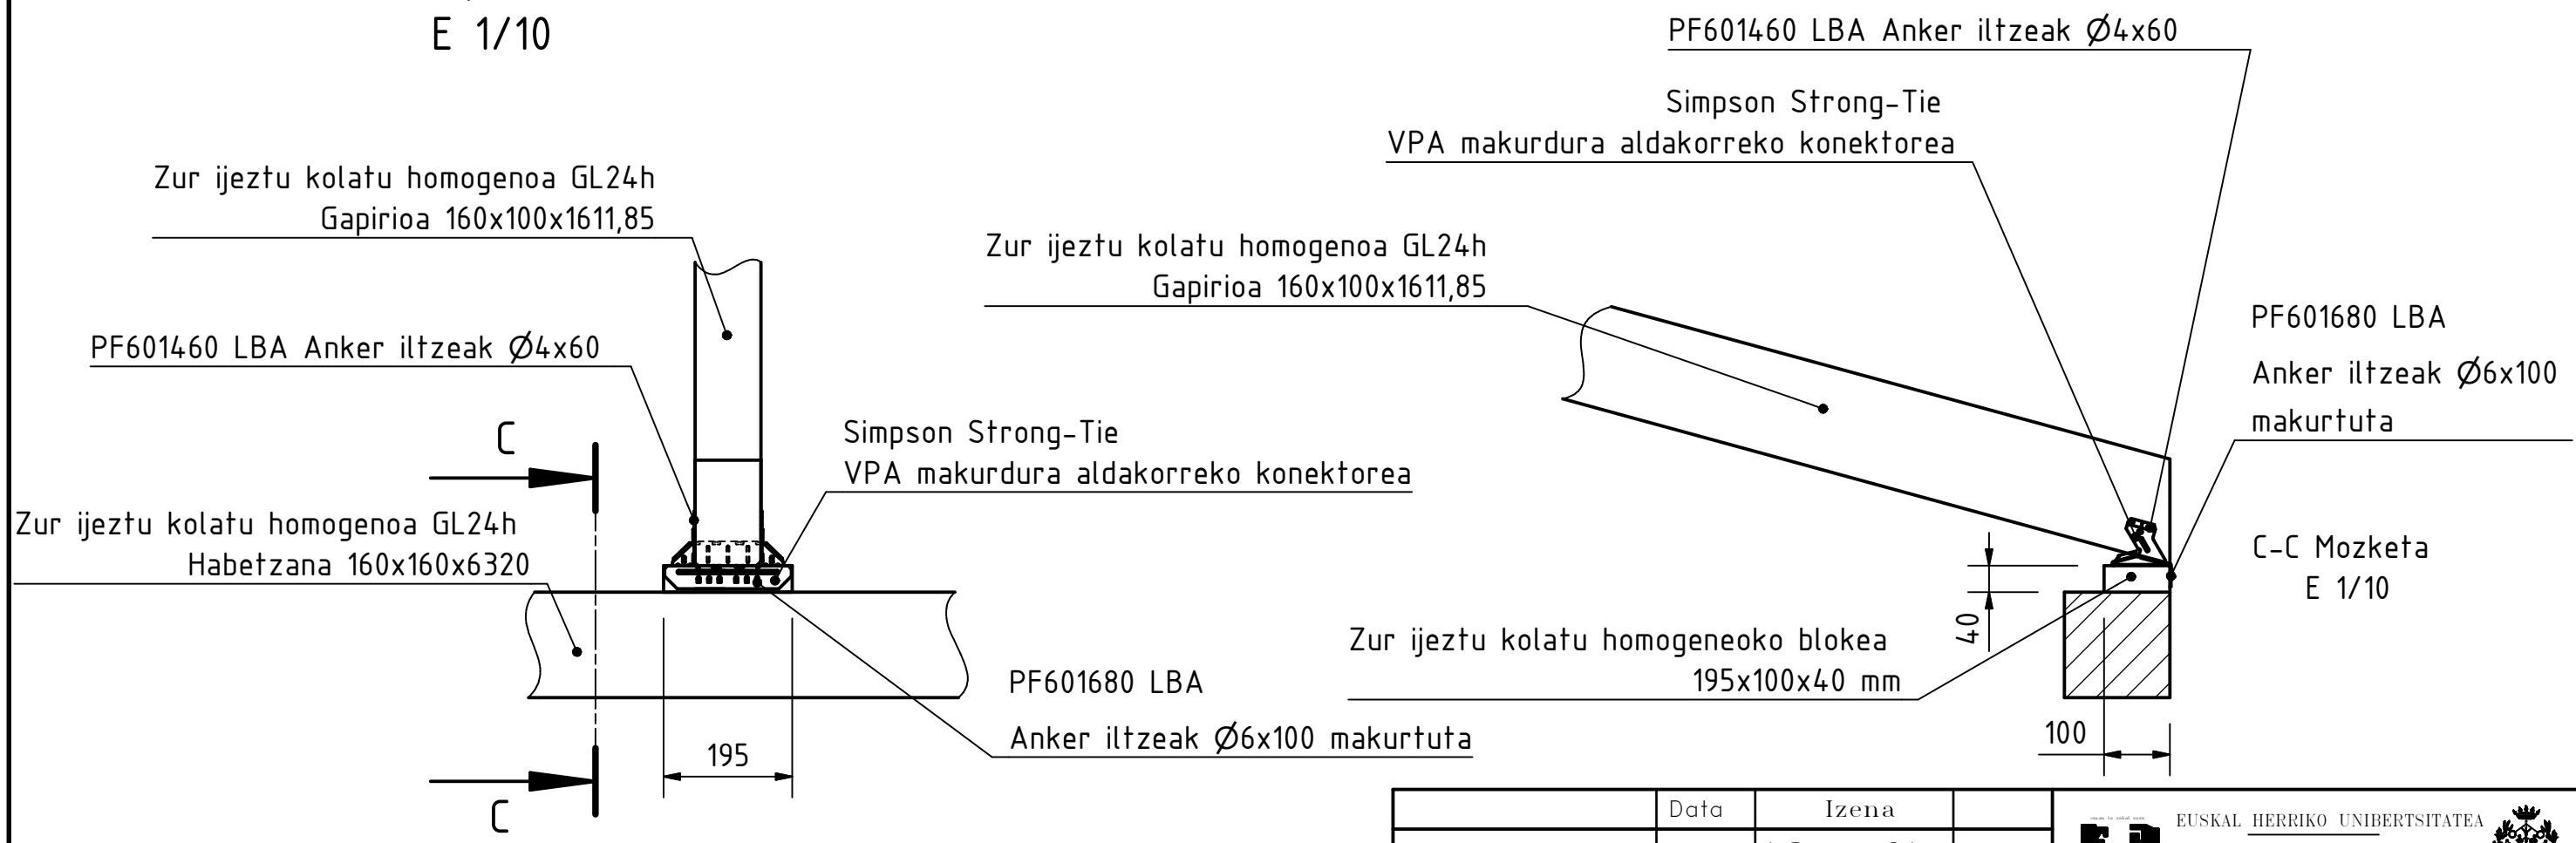 E 1/10
Zur ijeztu kolatu homogenoa GL24h
Gapirioa 160x100x1611,85
PF601460 LBA Anker iltzeak Ø4x60
C
Simpson Strong-Tie
VPA makurdura aldakorreko konektorea
Zur ijeztu kolatu homogenoa GL24h
Habetzana 160x160x6320
PF601680 LBA
Anker iltzeak Ø6x100 makurtuta
195
C
PF601460 LBA Anker iltzeak Ø4x60
Simpson Strong-Tie
VPA makurdura aldakorreko konektorea
Zur ijeztu kolatu homogenoa GL24h
Gapirioa 160x100x1611,85
PF601680 LBA
Anker iltzeak Ø6x100
makurtuta
C-C Mozketa
E 1/10
40
Zur ijeztu kolatu homogeneoko blokea
195x100x40 mm
100
Data
Izena
EUSKAL HERRIKO UNIBERTSITATEA